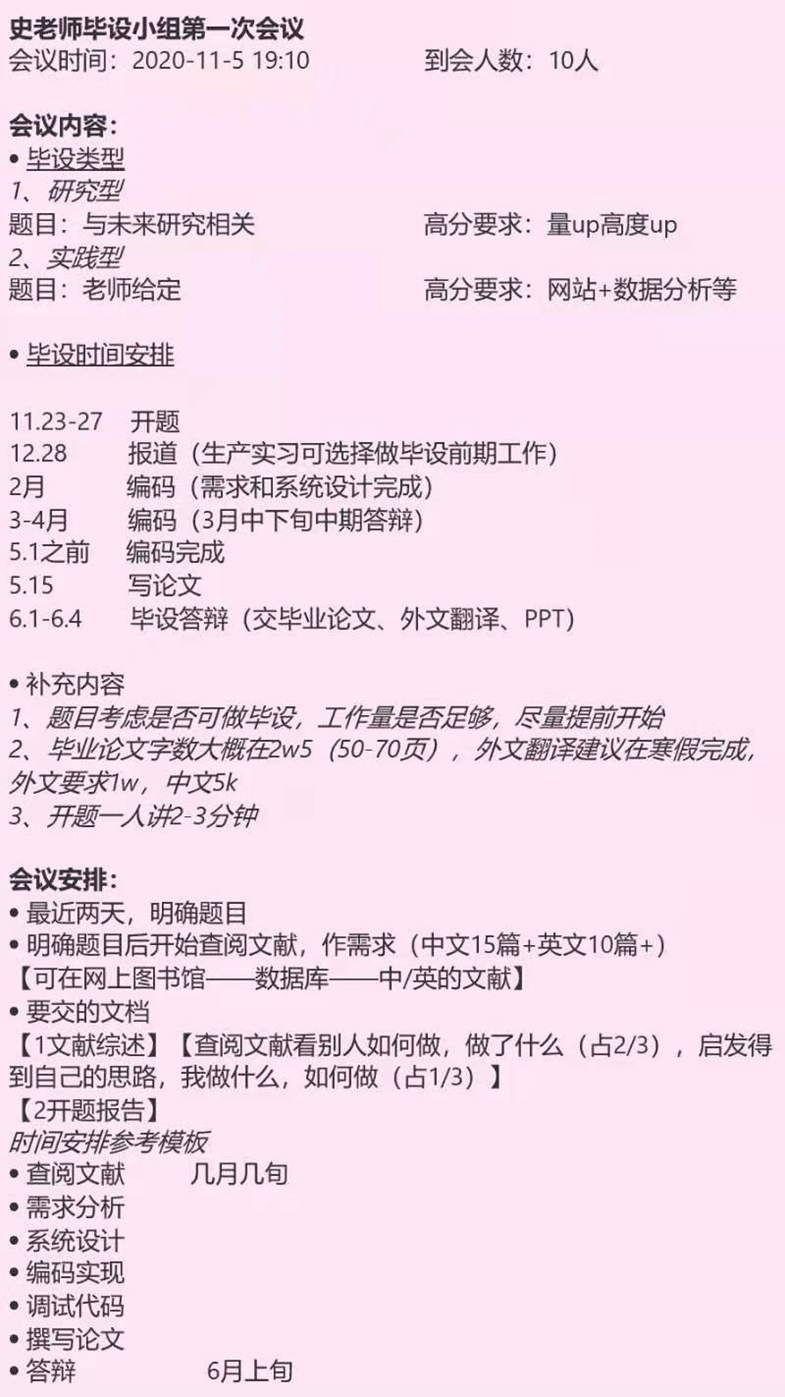 史老师毕设小组第一次会议
会议时间：2020-11-5 19:10 到会人数：10人
会议内容：
• 毕设类型
1、研究型
题目：与未来研究相关 高分要求：量up高度up
2、实践型
题目：老师给定 高分要求：网站+数据分析等
• 毕设时间安排
11.23-27 开题
12.28 报道（生产实习可选择做毕设前期工作）
2月 编码（需求和系统设计完成）
3-4月 编码（3月中下旬中期答辩）
5.1之前 编码完成
5.15 写论文
6.1-6.4 毕设答辩（交毕业论文、外文翻译、PPT）
• 补充内容
1、题目考虑是否可做毕设，工作量是否足够，尽量提前开始
2、毕业论文字数大概在2w5（50-70页），外文翻译建议在寒假完成，
外文要求1w，中文5k
3、开题一人讲2-3分钟
会议安排：
• 最近两天，明确题目
• 明确题目后开始查阅文献，作需求（中文15篇+英文10篇+）
【可在网上图书馆——数据库——中/英的文献】
• 要交的文档
【1文献综述】【查阅文献看别人如何做，做了什么（占2/3），启发得
到自己的思路，我做什么，如何做（占1/3）】
【2开题报告】
时间安排参考模板
• 查阅文献 几月几旬
• 需求分析
• 系统设计
• 编码实现
• 调试代码
• 撰写论文
• 答辩 6月上旬